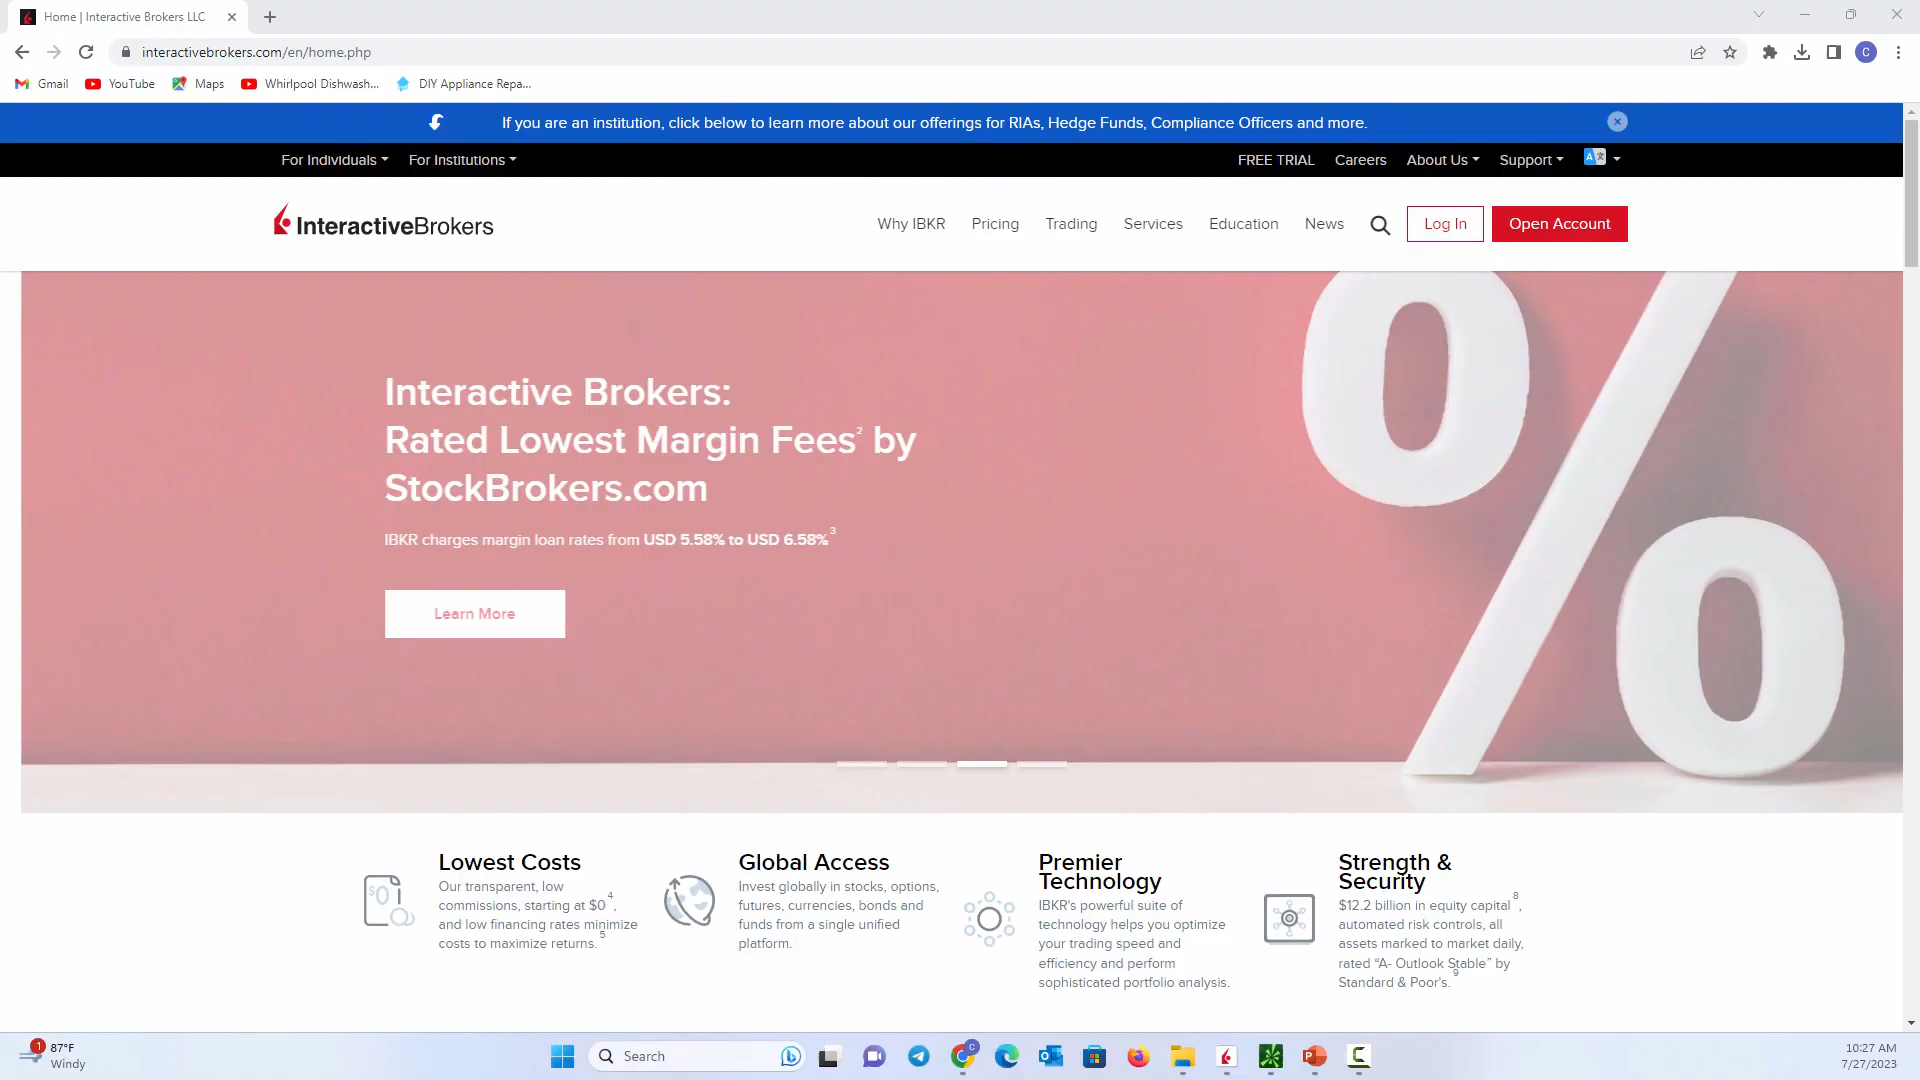 Home | Interactive Brokers LLC
interactivebrokers.com/en/home.php
C
Gmail
YouTube
Maps
Whirlpool Dishwash...
DIY Appliance Repa...
If you are an institution, click below to learn more about our offerings for RIAs, Hedge Funds, Compliance Officers and more.
For Individuals
For Institutions
FREE TRIAL
Careers
About Us
Support
InteractiveBrokers
Why IBKR
Pricing
Trading
Services
Education
News
Log In
Open Account
Interactive Brokers:
Rated Lowest Margin Fees² by
StockBrokers.com
IBKR charges margin loan rates from USD 5.58% to USD 6.58%³
Learn More
%
Lowest Costs
Our transparent, low
commissions, starting at $0⁴,
and low financing rates minimize
costs to maximize returns.⁵
Global Access
Invest globally in stocks, options,
futures, currencies, bonds and
funds from a single unified
platform.
Premier
Technology
IBKR's powerful suite of
technology helps you optimize
your trading speed and
efficiency and perform
sophisticated portfolio analysis.
Strength &
Security
$12.2 billion in equity capital⁸,
automated risk controls, all
assets marked to market daily,
rated “A- Outlook Stable” by
Standard & Poor's.⁹
1
87°F
Windy
Search
C
10:27 AM
7/27/2023